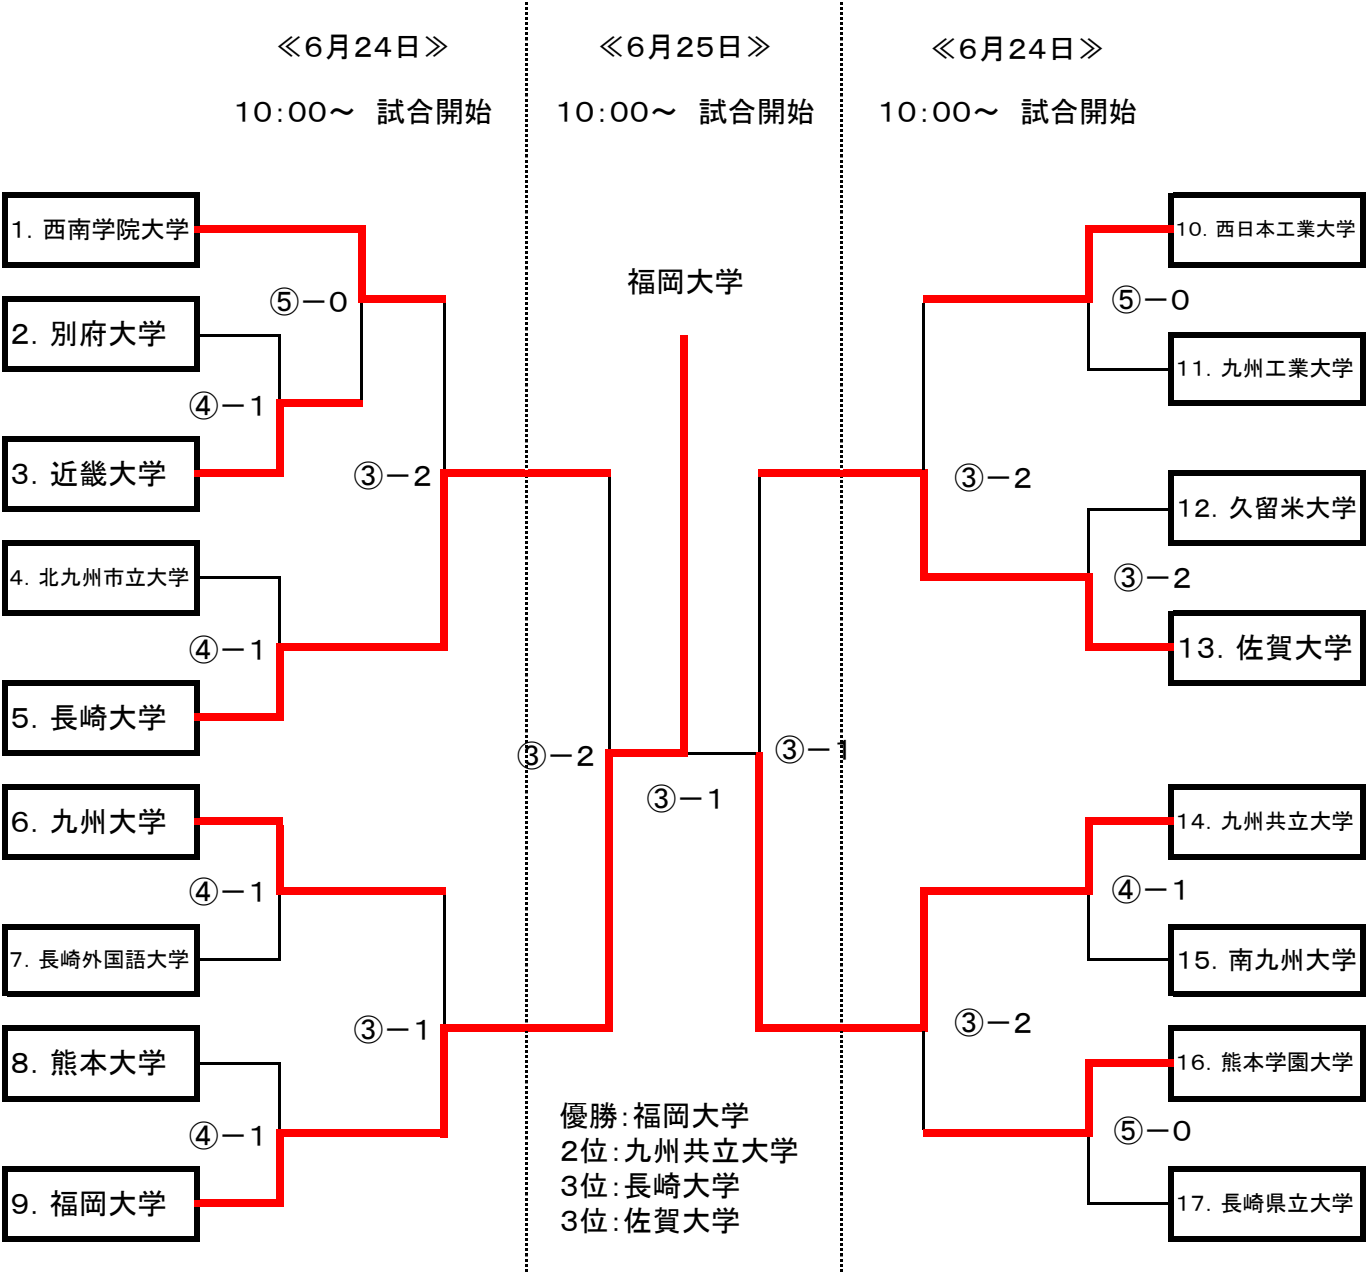 ≪6月24日≫
10:00～　試合開始
≪6月25日≫
10:00～　試合開始
≪6月24日≫
10:00～　試合開始
福岡大学
1. 西南学院大学
⑤－0
2. 別府大学
④－1
3. 近畿大学
③－2
4. 北九州市立大学
④－1
5. 長崎大学
③－2
6. 九州大学
④－1
7. 長崎外国語大学
③－1
8. 熊本大学
④－1
9. 福岡大学
③－1
10. 西日本工業大学
⑤－0
11. 九州工業大学
③－2
12. 久留米大学
③－2
13. 佐賀大学
③－1
14. 九州共立大学
④－1
15. 南九州大学
③－2
16. 熊本学園大学
⑤－0
17. 長崎県立大学
優勝:福岡大学
2位:九州共立大学
3位:長崎大学
3位:佐賀大学